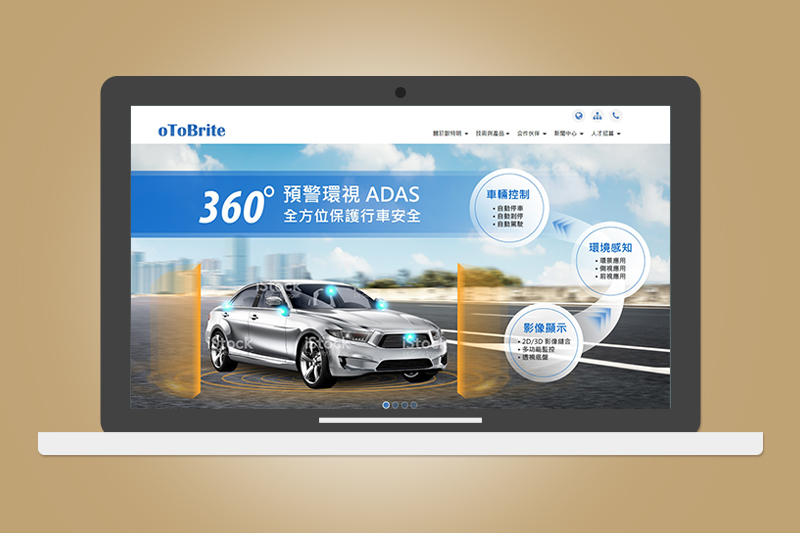 oToBrite
關於歐特明 技術與產品 合作伙伴 新聞中心 人才招募
360° 預警環視 ADAS
全方位保護行車安全
車輛控制
• 自動停車
• 自動剎停
• 自動駕駛
環境感知
• 環景應用
• 側視應用
• 前視應用
影像顯示
• 2D/3D 影像縫合
• 多功能監控
• 透視底盤
iStock
iStock
iStock
iStock